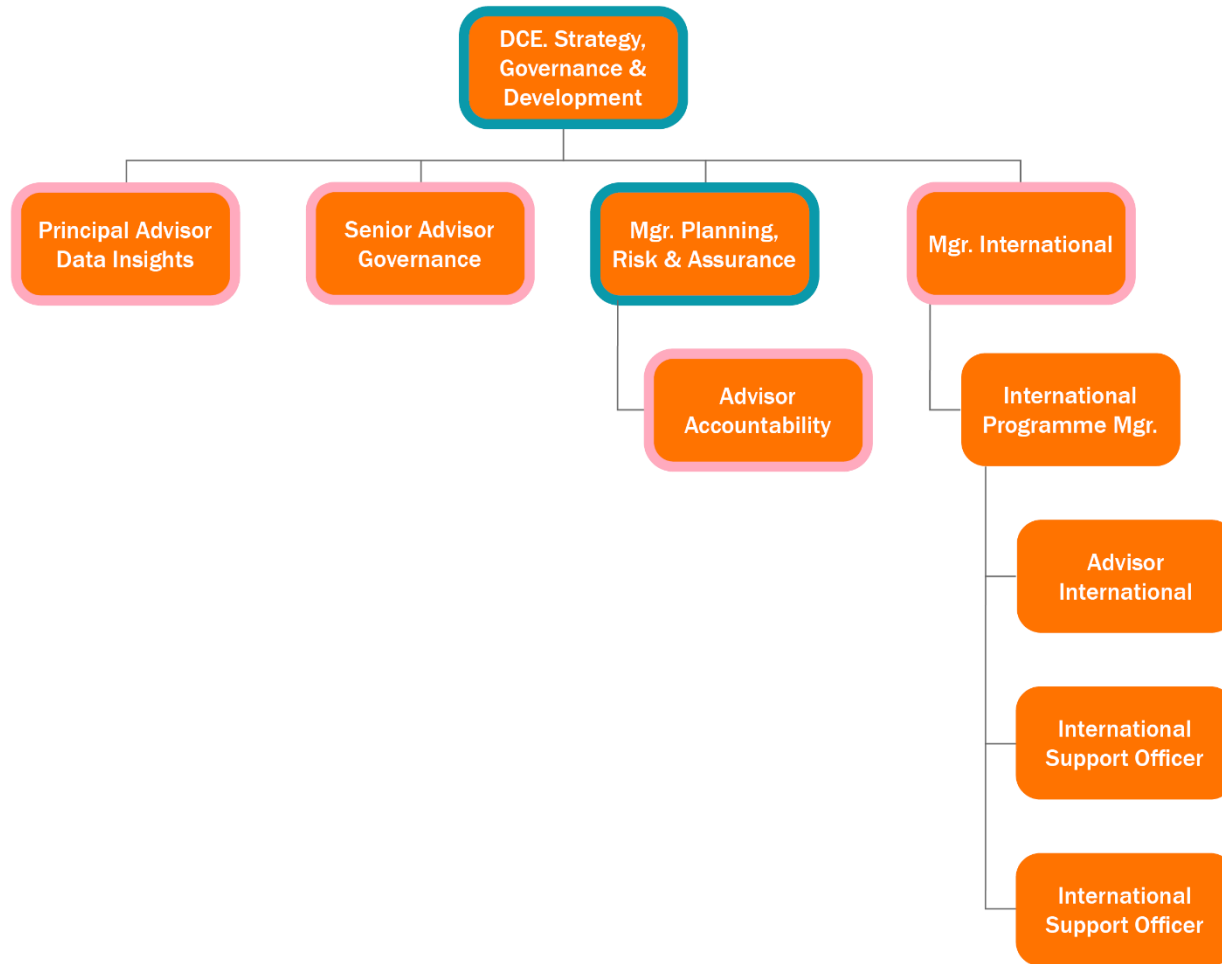 DCE. Strategy,
Governance &
Development
Principal Advisor
Data Insights
Senior Advisor
Governance
Mgr. Planning,
Risk & Assurance
Mgr. International
Advisor
Accountability
International
Programme Mgr.
Advisor
International
International
Support Officer
International
Support Officer